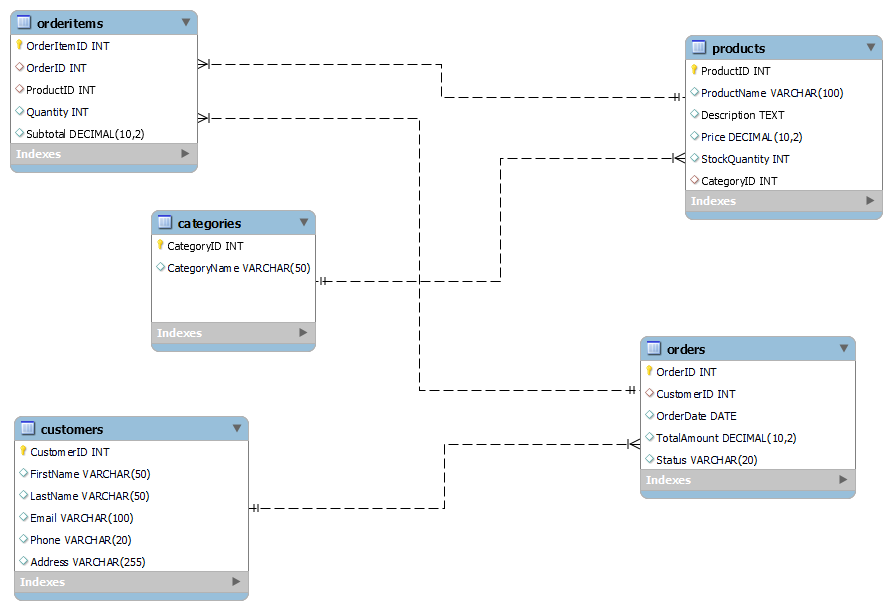 orderitems
OrderItemID INT
OrderID INT
ProductID INT
Quantity INT
Subtotal DECIMAL(10,2)
Indexes
products
ProductID INT
ProductName VARCHAR(100)
Description TEXT
Price DECIMAL(10,2)
StockQuantity INT
CategoryID INT
Indexes
categories
CategoryID INT
CategoryName VARCHAR(50)
Indexes
orders
OrderID INT
CustomerID INT
OrderDate DATE
TotalAmount DECIMAL(10,2)
Status VARCHAR(20)
Indexes
customers
CustomerID INT
FirstName VARCHAR(50)
LastName VARCHAR(50)
Email VARCHAR(100)
Phone VARCHAR(20)
Address VARCHAR(255)
Indexes